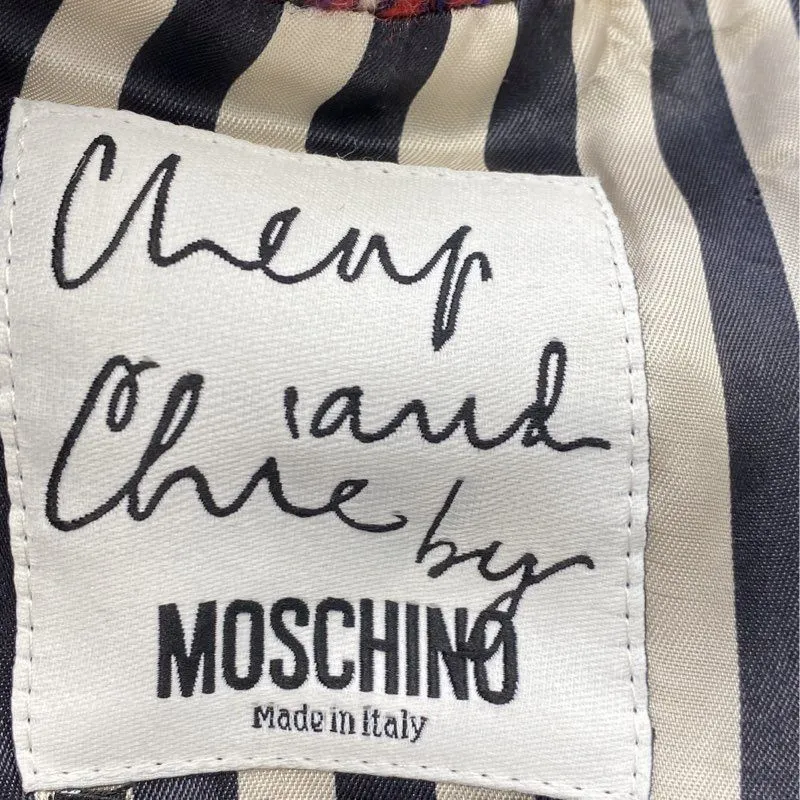 Cheap
and
Chic
by
MOSCHINO
Made in Italy